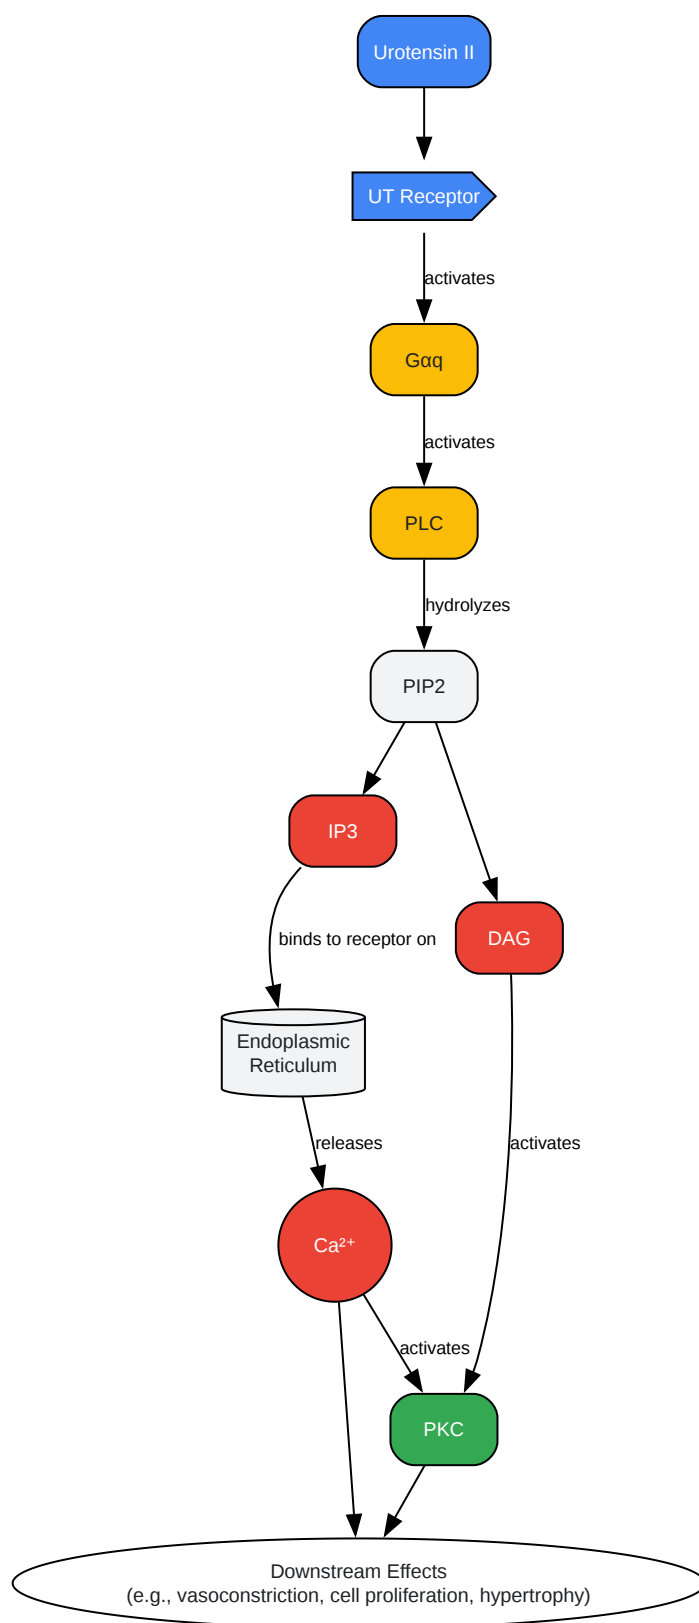 Urotensin II
UT Receptor
activates
Gαq
activates
PLC
hydrolyzes
PIP2
IP3
DAG
binds to receptor on
Endoplasmic
Reticulum
releases
activates
Ca²⁺
activates
PKC
Downstream Effects
(e.g., vasoconstriction, cell proliferation, hypertrophy)